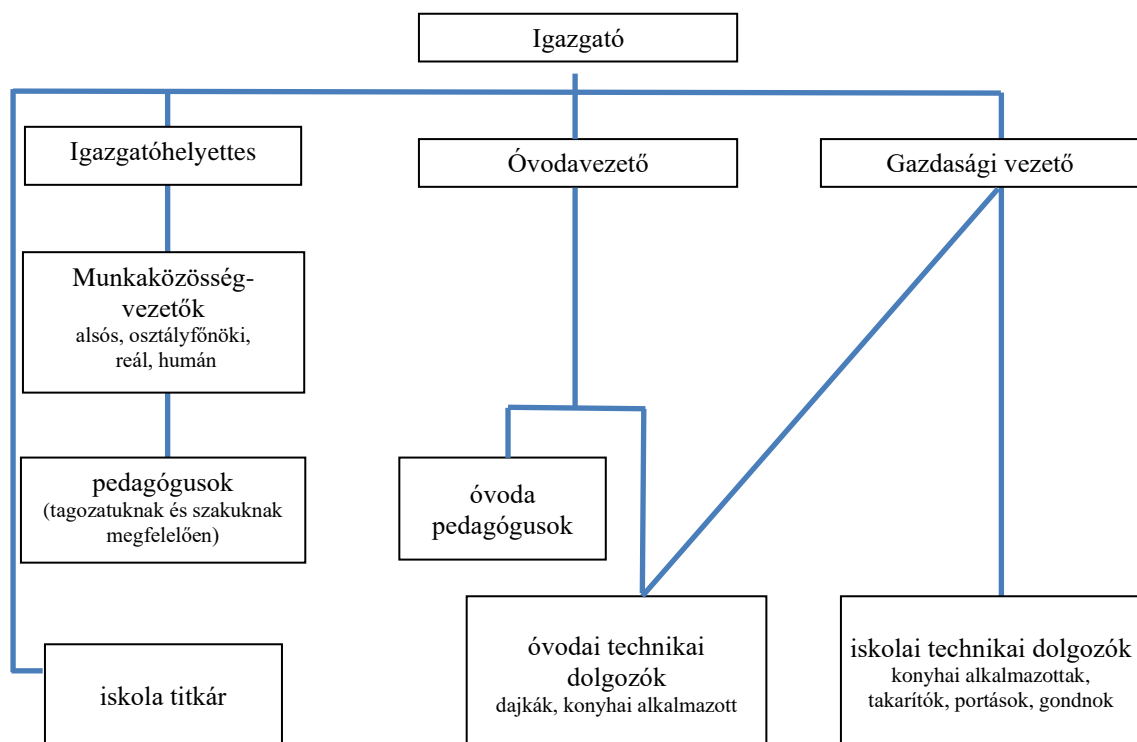 Igazgató
Igazgatóhelyettes
Óvodavezető
Gazdasági vezető
Munkaközösség-
vezetők
alsós, osztályfőnöki,
reál, humán
pedagógusok
(tagozatuknak és szakuknak
megfelelően)
óvoda
pedagógusok
iskola titkár
óvodai technikai
dolgozók
dajkák, konyhai alkalmazott
iskolai technikai dolgozók
konyhai alkalmazottak,
takarítók, portások, gondnok